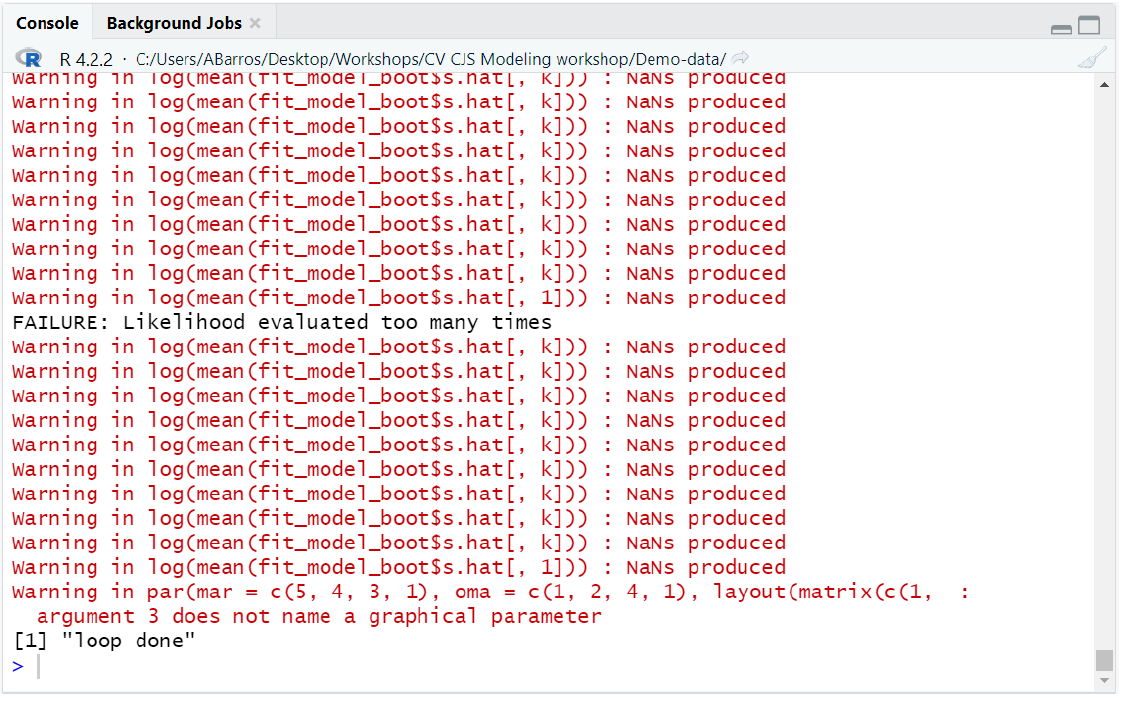 Console Background Jobs
R R 4.2.2 · C:/Users/ABarros/Desktop/Workshops/CV CJS Modeling workshop/Demo-data/
Warning in log(mean(fit_model_boot$s.hat[, k])) : NaNs produced
Warning in log(mean(fit_model_boot$s.hat[, k])) : NaNs produced
Warning in log(mean(fit_model_boot$s.hat[, k])) : NaNs produced
Warning in log(mean(fit_model_boot$s.hat[, k])) : NaNs produced
Warning in log(mean(fit_model_boot$s.hat[, k])) : NaNs produced
Warning in log(mean(fit_model_boot$s.hat[, k])) : NaNs produced
Warning in log(mean(fit_model_boot$s.hat[, k])) : NaNs produced
Warning in log(mean(fit_model_boot$s.hat[, k])) : NaNs produced
Warning in log(mean(fit_model_boot$s.hat[, k])) : NaNs produced
Warning in log(mean(fit_model_boot$s.hat[, 1])) : NaNs produced
FAILURE: Likelihood evaluated too many times
Warning in log(mean(fit_model_boot$s.hat[, k])) : NaNs produced
Warning in log(mean(fit_model_boot$s.hat[, k])) : NaNs produced
Warning in log(mean(fit_model_boot$s.hat[, k])) : NaNs produced
Warning in log(mean(fit_model_boot$s.hat[, k])) : NaNs produced
Warning in log(mean(fit_model_boot$s.hat[, k])) : NaNs produced
Warning in log(mean(fit_model_boot$s.hat[, k])) : NaNs produced
Warning in log(mean(fit_model_boot$s.hat[, k])) : NaNs produced
Warning in log(mean(fit_model_boot$s.hat[, k])) : NaNs produced
Warning in log(mean(fit_model_boot$s.hat[, k])) : NaNs produced
Warning in log(mean(fit_model_boot$s.hat[, 1])) : NaNs produced
Warning in par(mar = c(5, 4, 3, 1), oma = c(1, 2, 4, 1), layout(matrix(c(1,  :
  argument 3 does not name a graphical parameter
[1] "loop done"
>